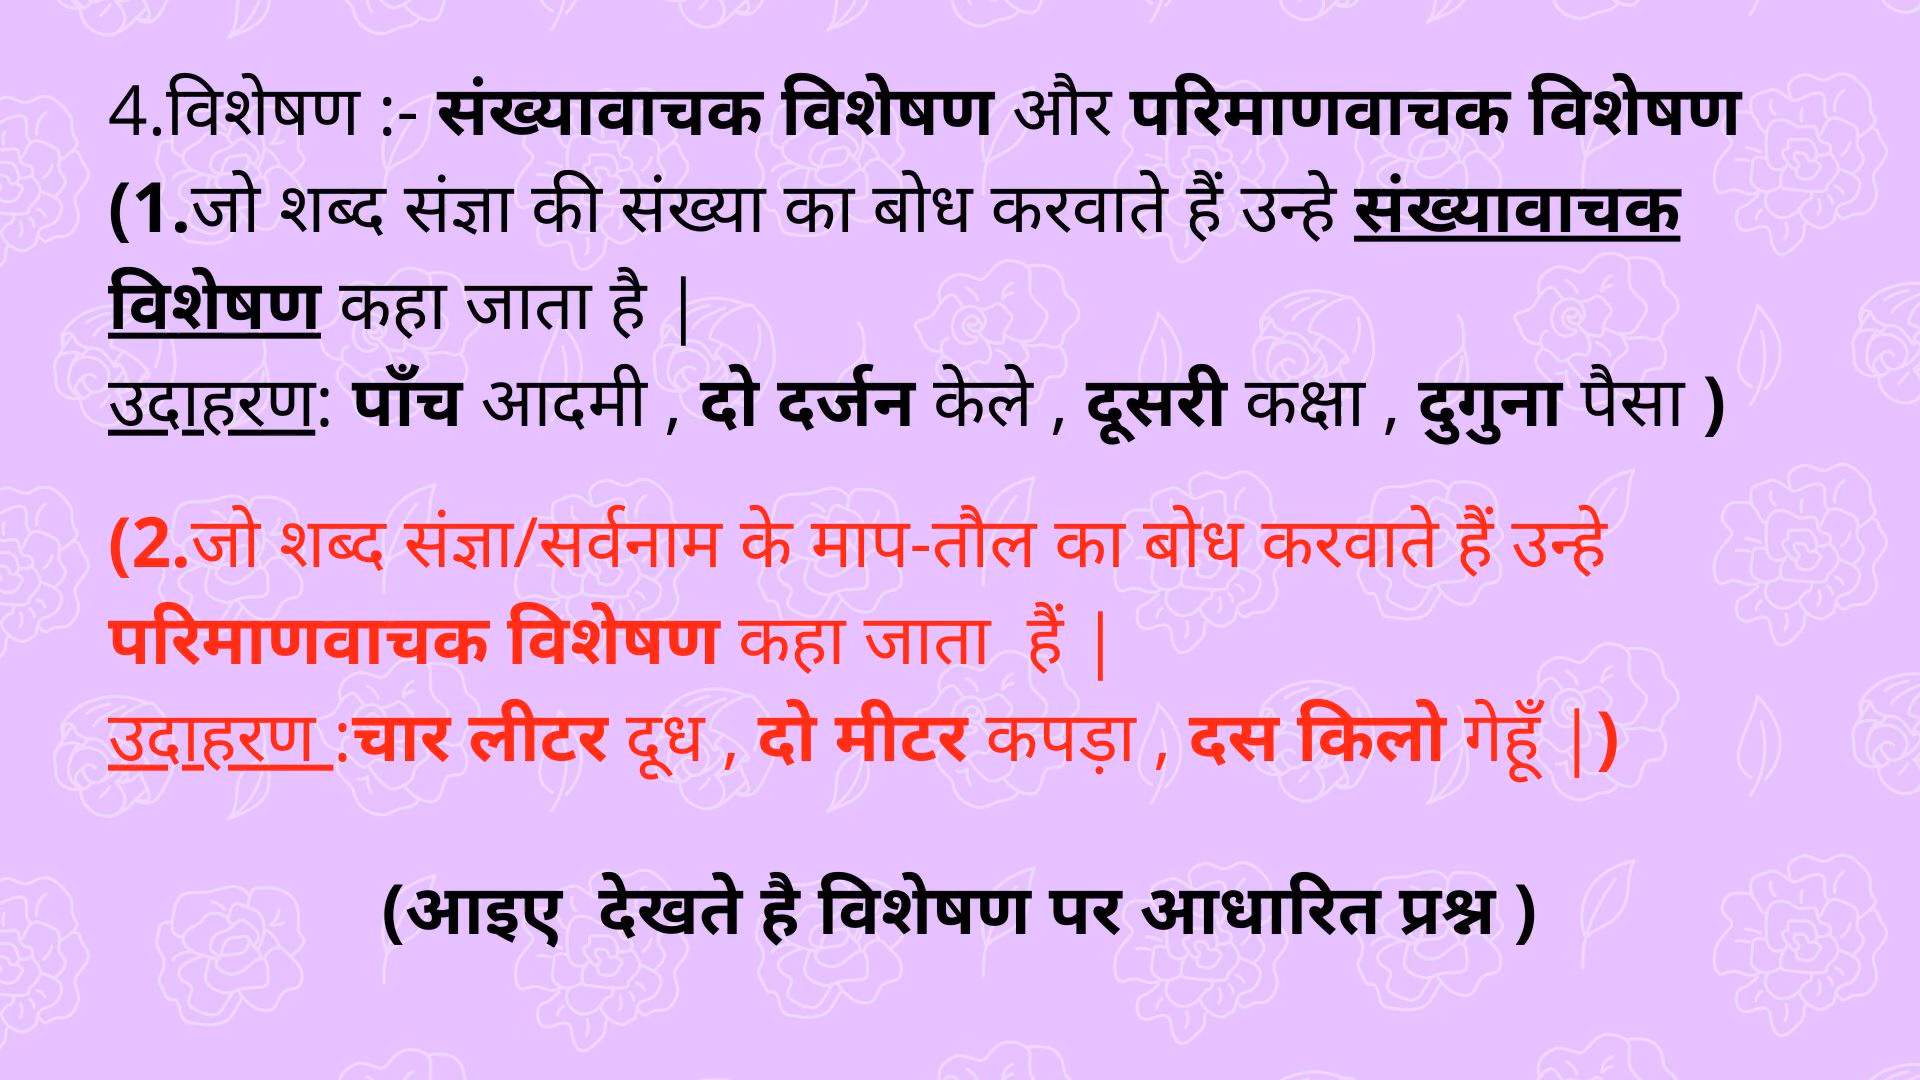 4.विशेषण :- संख्यावाचक विशेषण और परिमाणवाचक विशेषण
(1.जो शब्द संज्ञा की संख्या का बोध करवाते हैं उन्हे संख्यावाचक
विशेषण कहा जाता है |
उदाहरण: पाँच आदमी , दो दर्जन केले , दूसरी कक्षा , दुगुना पैसा )
(2.जो शब्द संज्ञा/सर्वनाम के माप-तौल का बोध करवाते हैं उन्हे
परिमाणवाचक विशेषण कहा जाता  हैं |
उदाहरण :चार लीटर दूध , दो मीटर कपड़ा , दस किलो गेहूँ |)
(आइए  देखते है विशेषण पर आधारित प्रश्न )